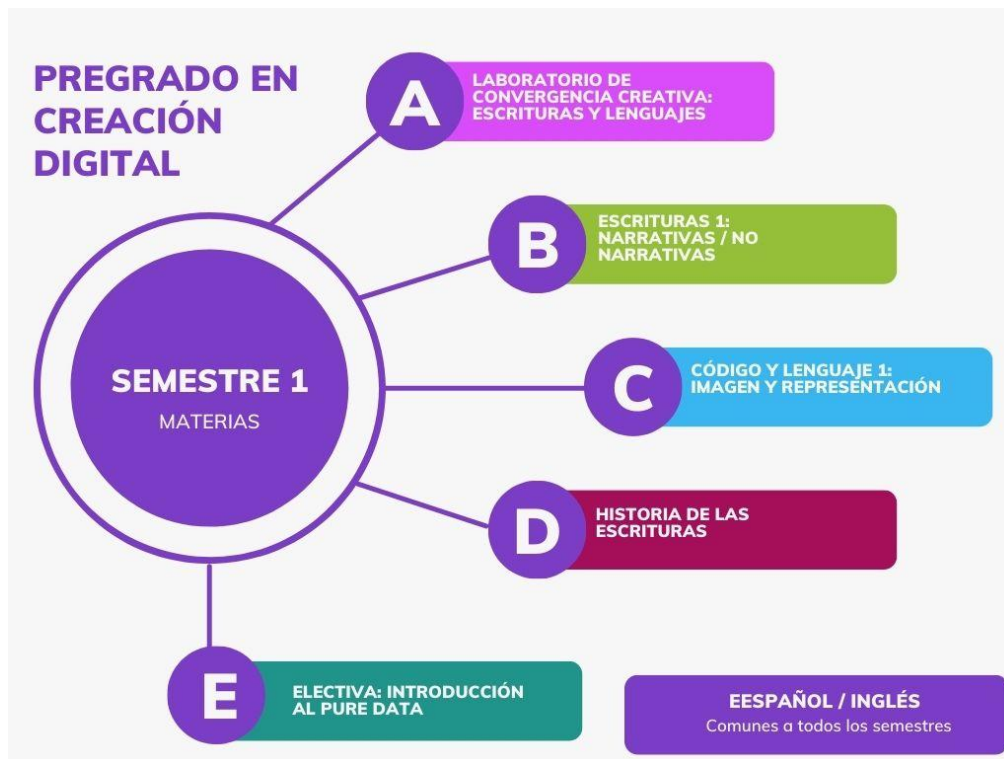 PREGRADO EN
CREACIÓN
DIGITAL
A
LABORATORIO DE
CONVERGENCIA CREATIVA:
ESCRITURAS Y LENGUAJES
B
ESCRITURAS 1:
NARRATIVAS / NO
NARRATIVAS
SEMESTRE 1
MATERIAS
C
CÓDIGO Y LENGUAJE 1:
IMAGEN Y REPRESENTACIÓN
D
HISTORIA DE LAS
ESCRITURAS
E
ELECTIVA: INTRODUCCIÓN
AL PURE DATA
EESPAÑOL / INGLÉS
Comunes a todos los semestres